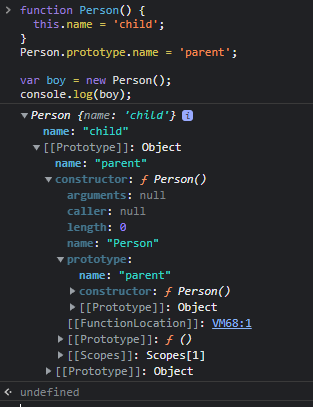 function Person() {
this.name = 'child';
}
Person.prototype.name = 'parent';
var boy = new Person();
console.log(boy);
Person {name: 'child'} i
name: "child"
[[Prototype]]: Object
name: "parent"
constructor: ƒ Person()
arguments: null
caller: null
length: 0
name: "Person"
prototype:
name: "parent"
constructor: ƒ Person()
[[Prototype]]: Object
[[FunctionLocation]]: VM68:1
[[Prototype]]: ƒ ()
[[Scopes]]: Scopes[1]
[[Prototype]]: Object
undefined